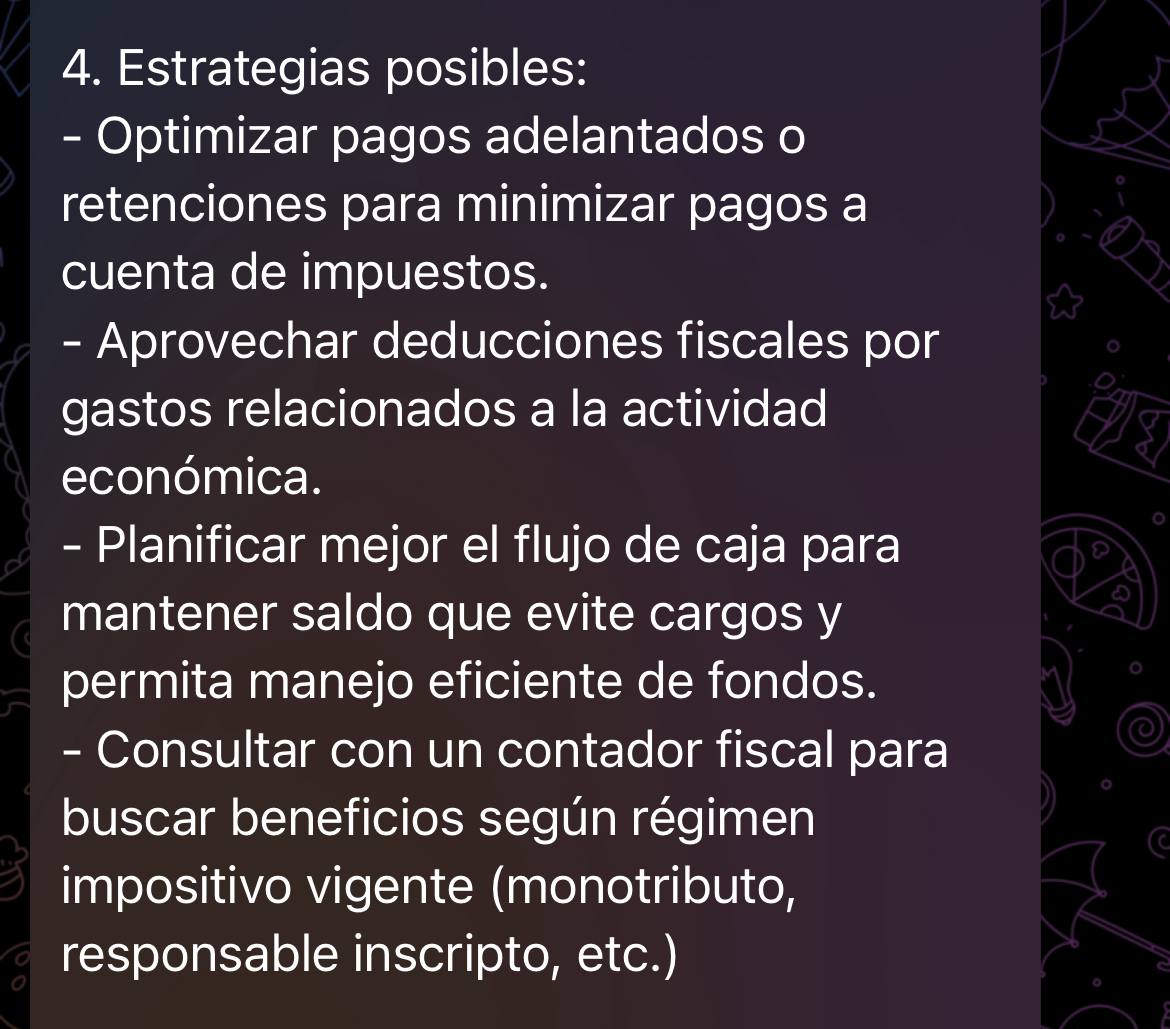 4. Estrategias posibles:
- Optimizar pagos adelantados o
retenciones para minimizar pagos a
cuenta de impuestos.
- Aprovechar deducciones fiscales por
gastos relacionados a la actividad
económica.
- Planificar mejor el flujo de caja para
mantener saldo que evite cargos y
permita manejo eficiente de fondos.
- Consultar con un contador fiscal para
buscar beneficios según régimen
impositivo vigente (monotributo,
responsable inscripto, etc.)